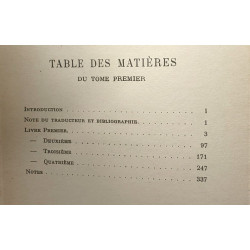 TABLE DES MATIÈRES
DU TOME PREMIER
INTRODUCTION 1
NOTE DU TRADUCTEUR ET BIBLIOGRAPHIE. 1
LIVRE PREMIER. 3
— DEUXIÈME 97
— TROISIÈME 171
— QUATRIÈME 247
NOTES 337